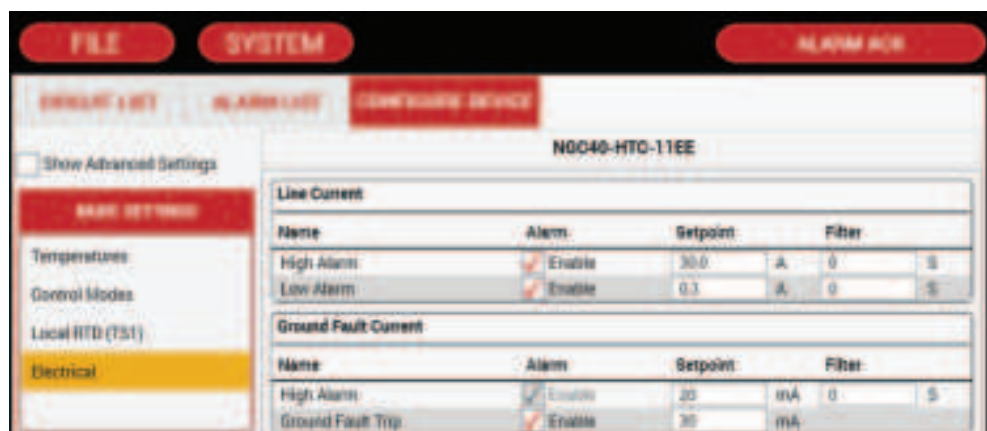 FILE SYSTEM ALARM ACK
CIRCUIT LIST ALARM LIST CONFIGURE DEVICE
Show Advanced Settings
NGC40-HTC-11EE
BASIC SETTINGS
Temperatures
Control Modes
Local RTD (TS1)
Electrical
Line Current
Name Alarm Setpoint Filter
High Alarm Enable 30.0 A 0 S
Low Alarm Enable 0.3 A 0 S
Ground Fault Current
Name Alarm Setpoint Filter
High Alarm Enable 20 mA 0 S
Ground Fault Trip Enable 30 mA